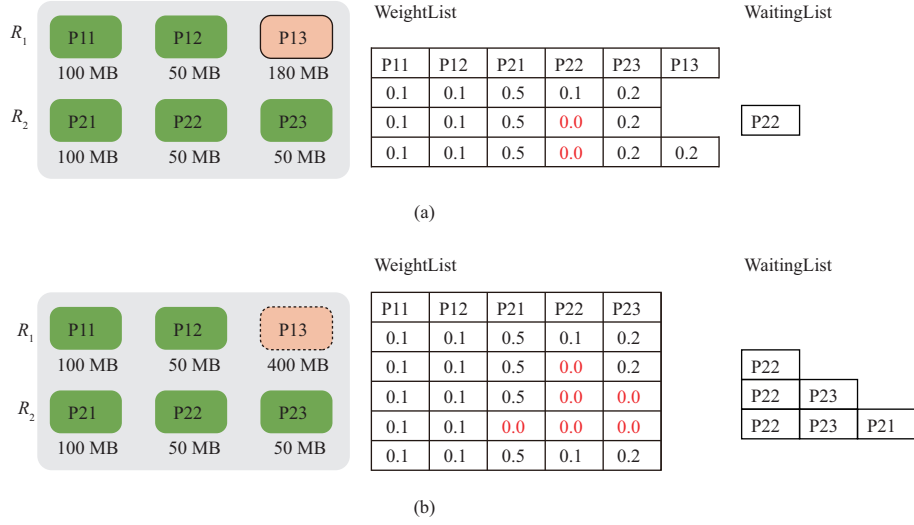 WeightList
WaitingList
R1 P11 P12 P13
100 MB 50 MB 180 MB
R2 P21 P22 P23
100 MB 50 MB 50 MB
P11 P12 P21 P22 P23 P13
0.1 0.1 0.5 0.1 0.2
0.1 0.1 0.5 0.0 0.2
0.1 0.1 0.5 0.0 0.2 0.2
P22
(a)
WeightList
WaitingList
R1 P11 P12 P13
100 MB 50 MB 400 MB
R2 P21 P22 P23
100 MB 50 MB 50 MB
P11 P12 P21 P22 P23
0.1 0.1 0.5 0.1 0.2
0.1 0.1 0.5 0.0 0.2
0.1 0.1 0.5 0.0 0.0
0.1 0.1 0.0 0.0 0.0
0.1 0.1 0.5 0.1 0.2
P22
P22 P23
P22 P23 P21
(b)